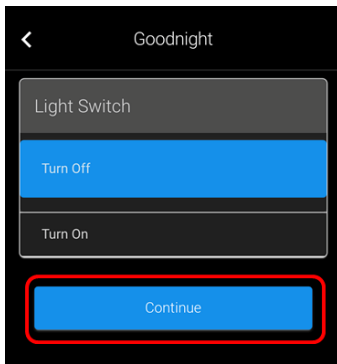 Goodnight
Light Switch
Turn Off
Turn On
Continue